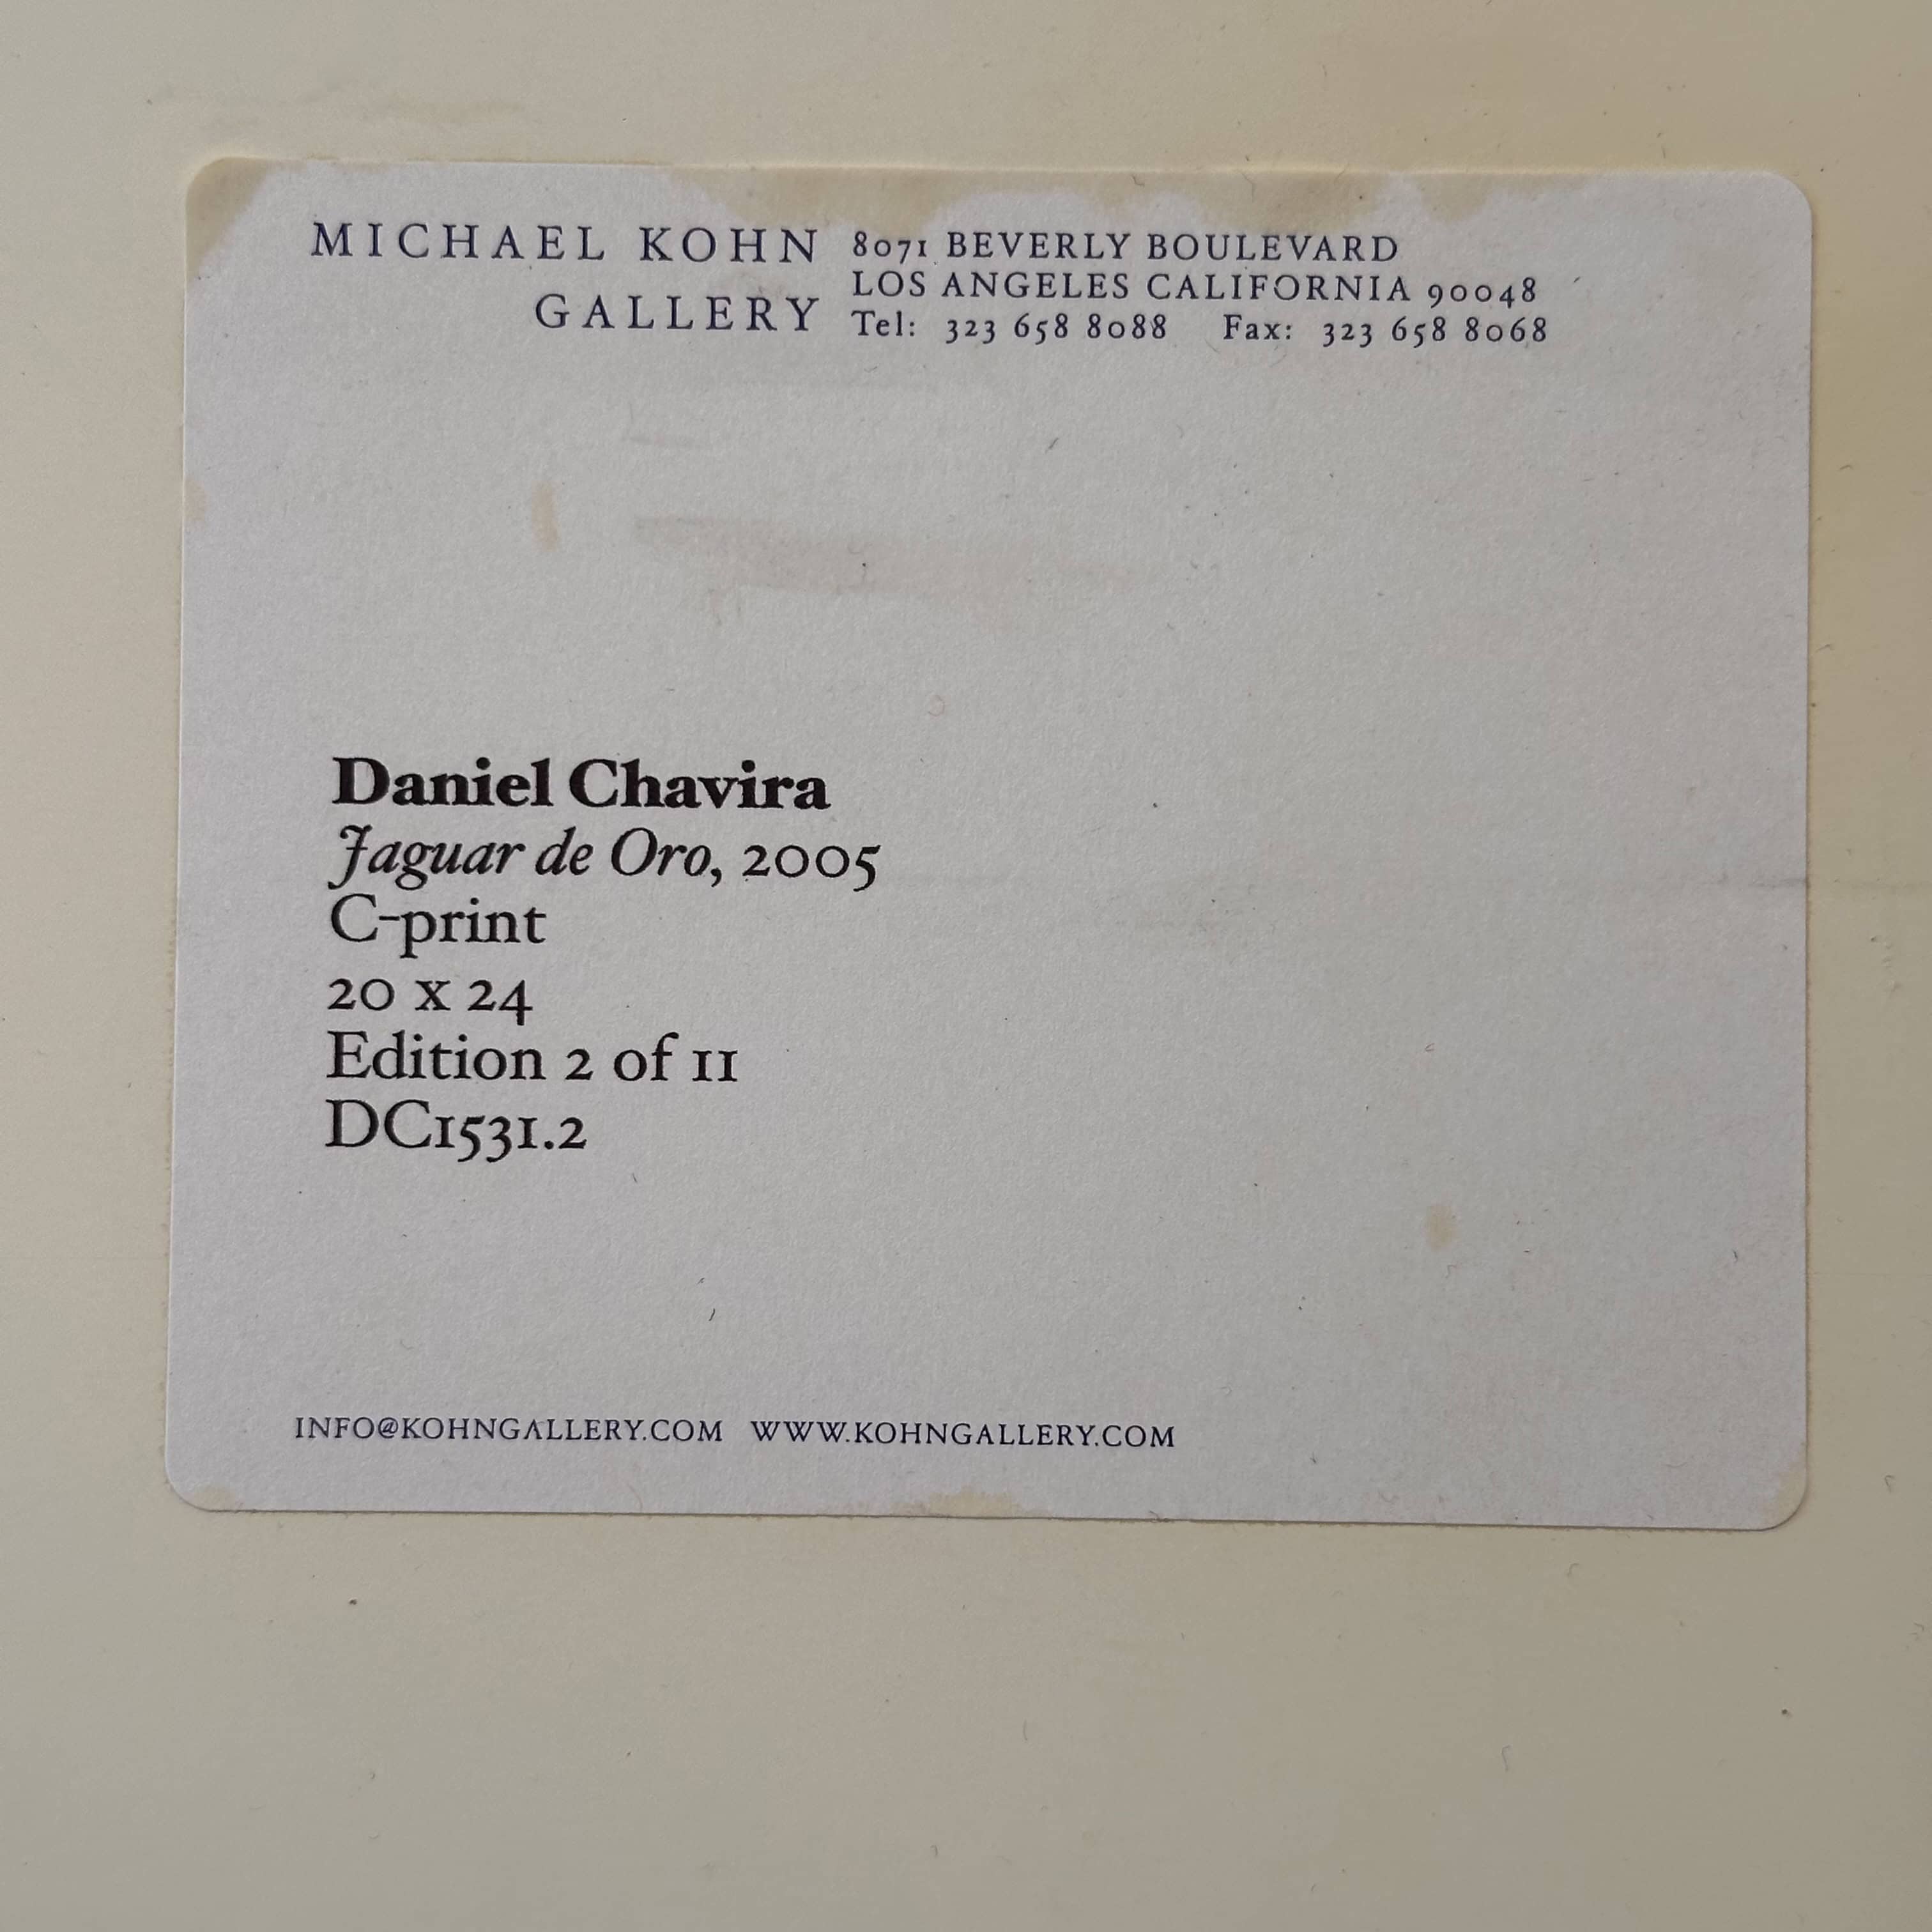 MICHAEL KOHN
GALLERY
8071 BEVERLY BOULEVARD
LOS ANGELES CALIFORNIA 90048
Tel: 323 658 8088 Fax: 323 658 8068
Daniel Chavira
Jaguar de Oro, 2005
C-print
20 x 24
Edition 2 of 11
DC1531.2
INFO@KOHNGALLERY.COM WWW.KOHNGALLERY.COM